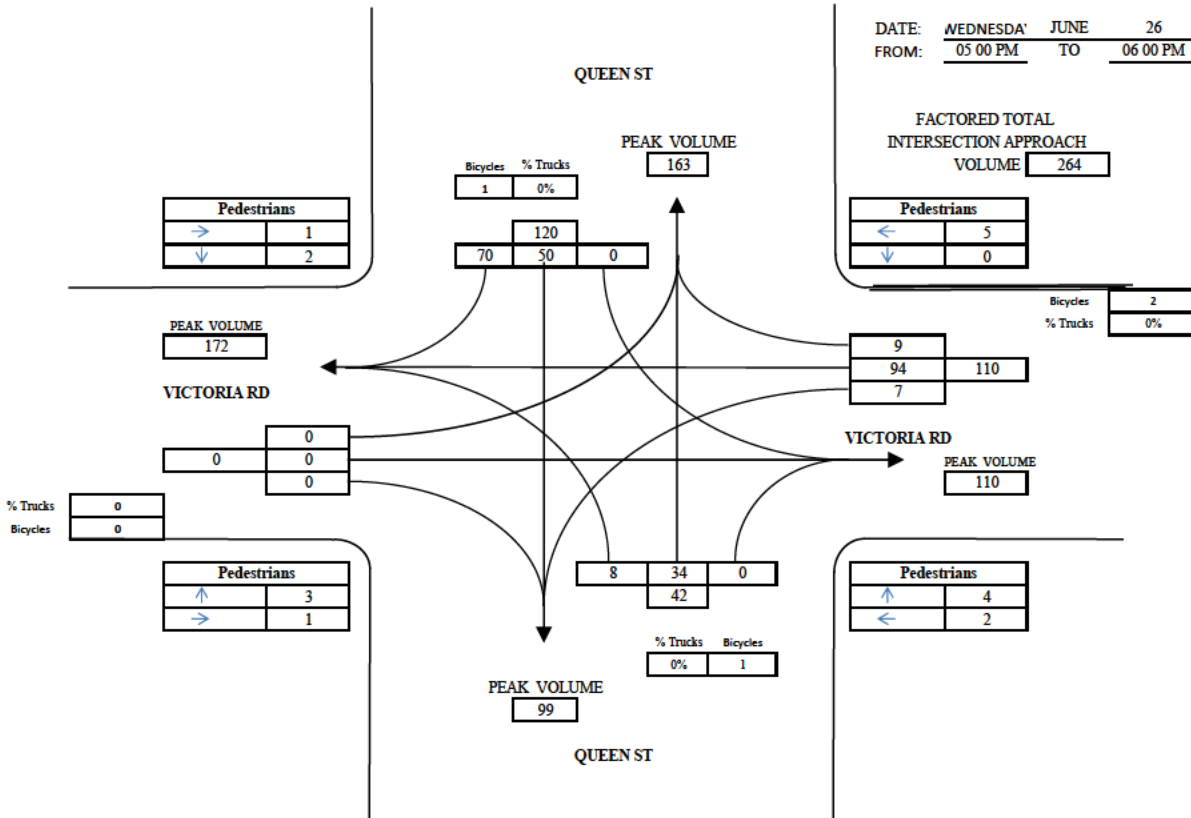 DATE: WEDNESDA' JUNE 26
FROM: 05 00 PM TO 06 00 PM
QUEEN ST
FACTORED TOTAL
INTERSECTION APPROACH
VOLUME 264
PEAK VOLUME
163
Bicycles % Trucks
1 0%
Pedestrians
→ 1
↓ 2
120
70 50 0
Pedestrians
← 5
↓ 0
Bicycles 2
% Trucks 0%
PEAK VOLUME
172
VICTORIA RD
9
94 110
7
0
0 0
0
VICTORIA RD
PEAK VOLUME
110
% Trucks 0
Bicycles 0
Pedestrians
↑ 3
→ 1
8 34 0
42
Pedestrians
↑ 4
← 2
% Trucks Bicycles
0% 1
PEAK VOLUME
99
QUEEN ST